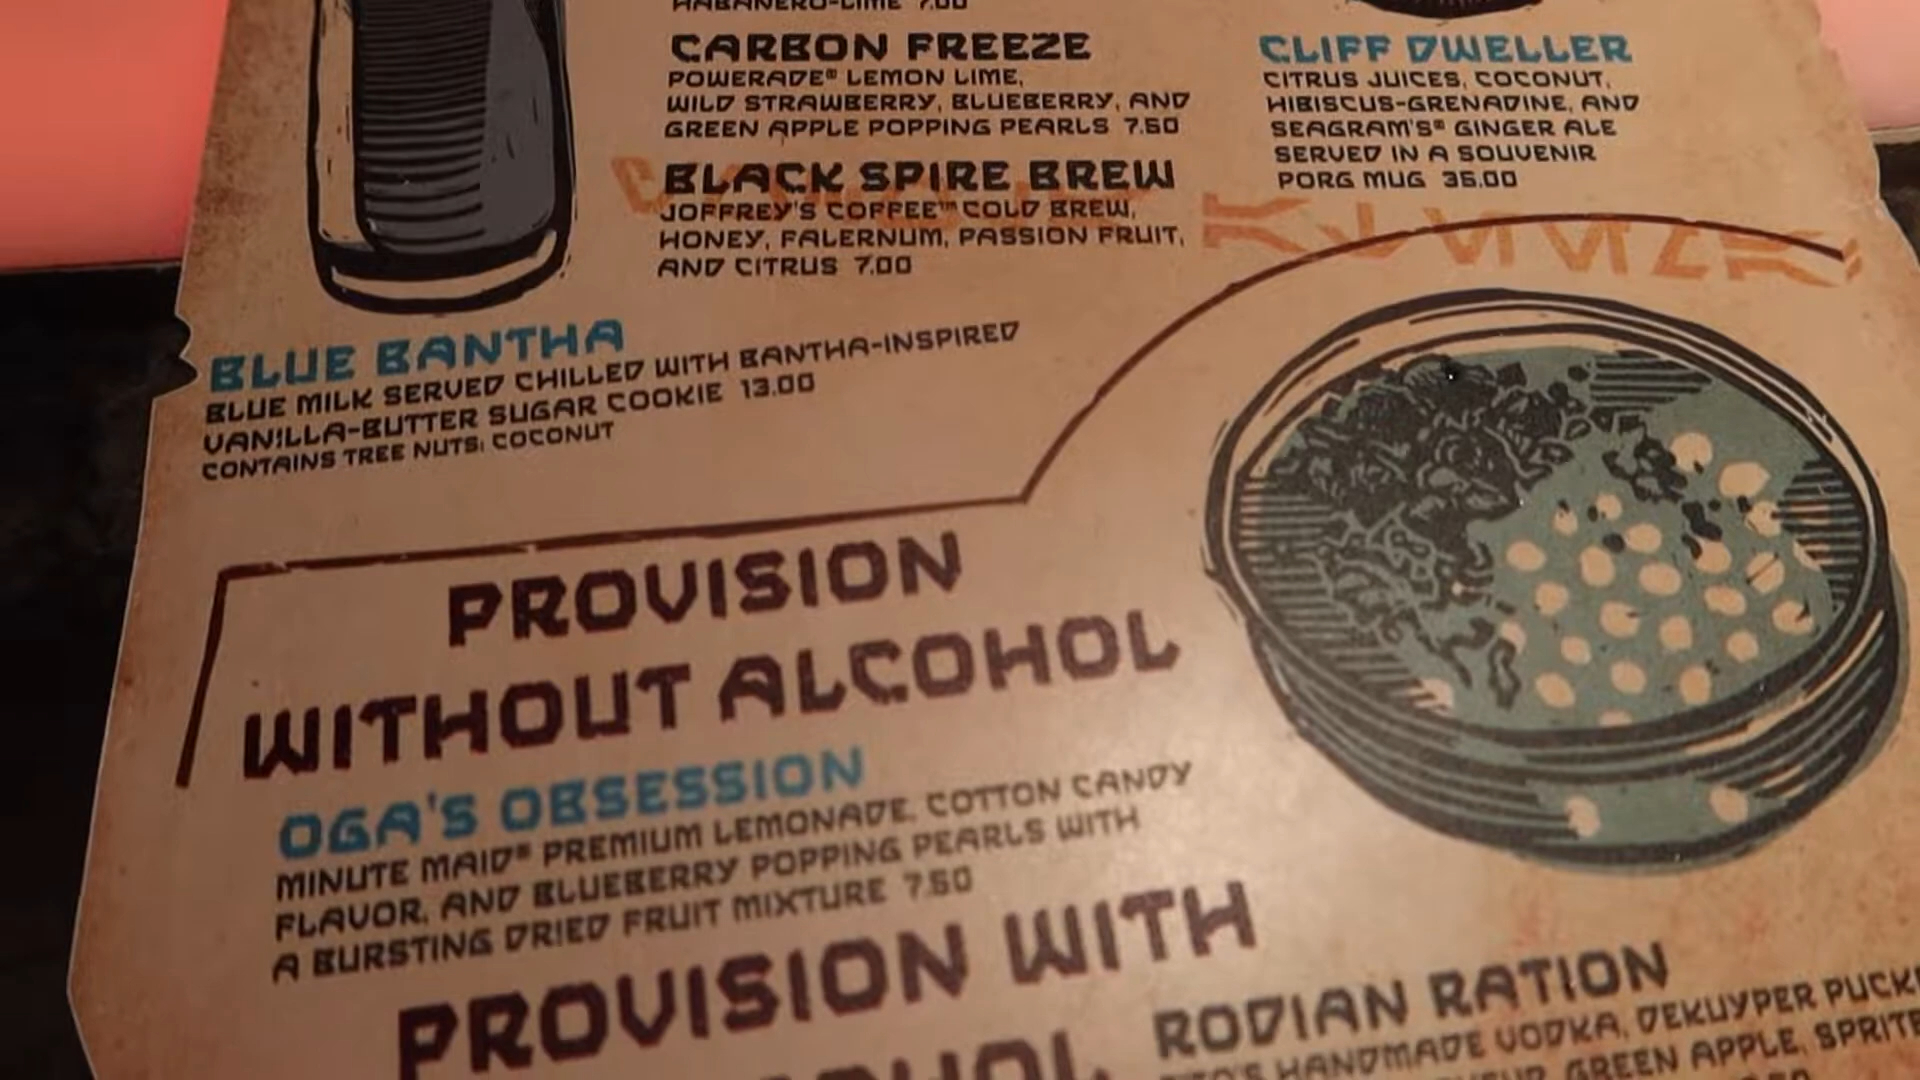 HABANERO-LIME 7.00
CARBON FREEZE
POWERADE® LEMON LIME,
WILD STRAWBERRY, BLUEBERRY, AND
GREEN APPLE POPPING PEARLS 7.50
BLACK SPIRE BREW
JOFFREY'S COFFEE™ COLD BREW,
HONEY, FALERNUM, PASSION FRUIT,
AND CITRUS 7.00
CLIFF DWELLER
CITRUS JUICES, COCONUT,
HIBISCUS-GRENADINE, AND
SEAGRAM'S® GINGER ALE
SERVED IN A SOUVENIR
PORG MUG 35.00
BLUE BANTHA
BLUE MILK SERVED CHILLED WITH BANTHA-INSPIRED
VANILLA-BUTTER SUGAR COOKIE 13.00
CONTAINS TREE NUTS: COCONUT
PROVISION
WITHOUT ALCOHOL
OGA'S OBSESSION
MINUTE MAID® PREMIUM LEMONADE, COTTON CANDY
FLAVOR, AND BLUEBERRY POPPING PEARLS WITH
A BURSTING DRIED FRUIT MIXTURE 7.50
PROVISION WITH
RODIAN RATION
HANDMADE VODKA, DEKUYPER
GREEN APPLE, SPRITE